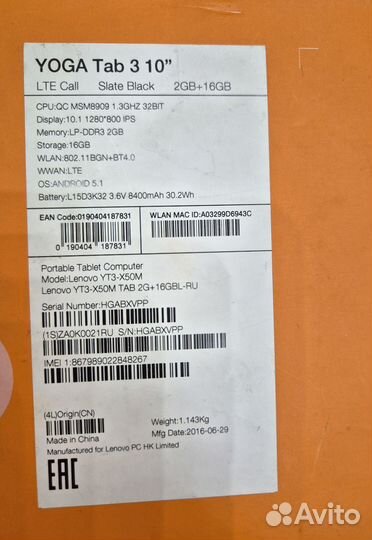 YOGA Tab 3 10”
LTE Call Slate Black 2GB+16GB
CPU:QC MSM8909 1.3GHZ 32BIT
Display:10.1 1280*800 IPS
Memory:LP-DDR3 2GB
Storage:16GB
WLAN:802.11BGN+BT4.0
WWAN:LTE
OS:ANDROID 5.1
Battery:L15D3K32 3.6V 8400mAh 30.2Wh
EAN Code:0190404187831 WLAN MAC ID:A03299D6943C
0 190404 187831
Portable Tablet Computer
Model:Lenovo YT3-X50M
Lenovo YT3-X50M TAB 2G+16GBL-RU
Serial Number:HGABXVPP
(1S)ZA0K0021RU S/N:HGABXVPP
IMEI 1:867989022848267
(4L)Origin(CN)
Weight:1.143Kg
Made in China Mfg Date:2016-06-29
Manufactured for Lenovo PC HK Limited
EAC
Avito